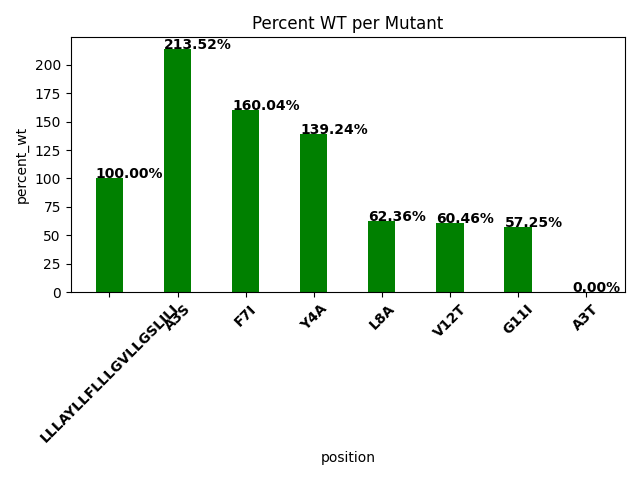 Percent WT per Mutant
percent_wt
200
175
150
125
100
75
50
25
0
100.00%
213.52%
160.04%
139.24%
62.36%
60.46%
57.25%
0.00%
A3S
F7I
Y4A
L8A
V12T
G11I
A3T
position